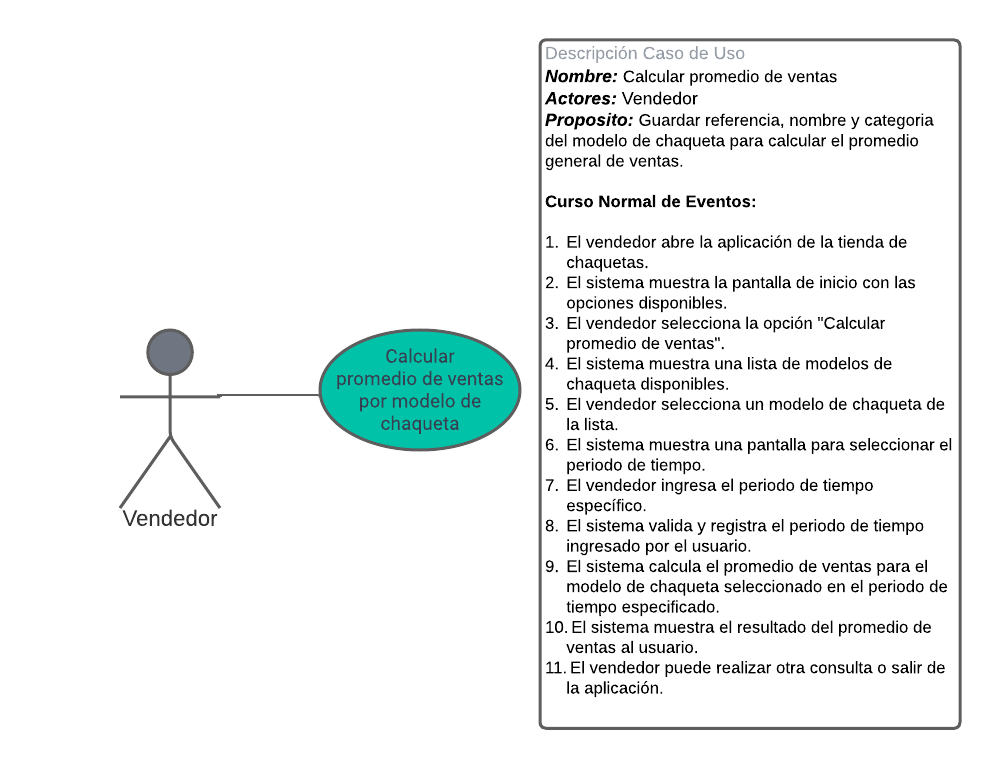 Calcular
promedio de ventas
por modelo de
chaqueta
Vendedor
Descripción Caso de Uso
Nombre: Calcular promedio de ventas
Actores: Vendedor
Proposito: Guardar referencia, nombre y categoria
del modelo de chaqueta para calcular el promedio
general de ventas.
Curso Normal de Eventos:
1. El vendedor abre la aplicación de la tienda de
chaquetas.
2. El sistema muestra la pantalla de inicio con las
opciones disponibles.
3. El vendedor selecciona la opción "Calcular
promedio de ventas".
4. El sistema muestra una lista de modelos de
chaqueta disponibles.
5. El vendedor selecciona un modelo de chaqueta de
la lista.
6. El sistema muestra una pantalla para seleccionar el
periodo de tiempo.
7. El vendedor ingresa el periodo de tiempo
específico.
8. El sistema valida y registra el periodo de tiempo
ingresado por el usuario.
9. El sistema calcula el promedio de ventas para el
modelo de chaqueta seleccionado en el periodo de
tiempo especificado.
10. El sistema muestra el resultado del promedio de
ventas al usuario.
11. El vendedor puede realizar otra consulta o salir de
la aplicación.